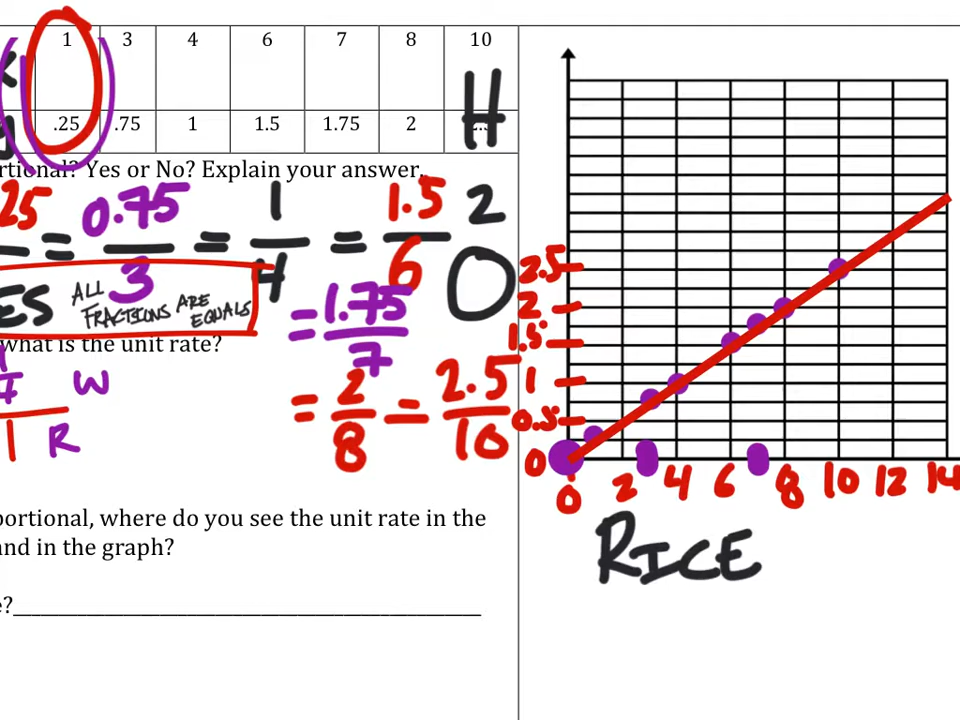 x 1 3 4 6 7 8 10
y .25 .75 1 1.5 1.75 2
H
2
O
rtional? Yes or No? Explain your answer.
25 = 0.75/3 = 1/4 = 1.5/6
= 1.75/7
= 2/8 = 2.5/10
ES ALL FRACTIONS ARE EQUALS
what is the unit rate?
W
1 R
portional, where do you see the unit rate in the
and in the graph?
e?
2.5
2
1.5
1
0.5
0
0 2 4 6 8 10 12 14
RICE